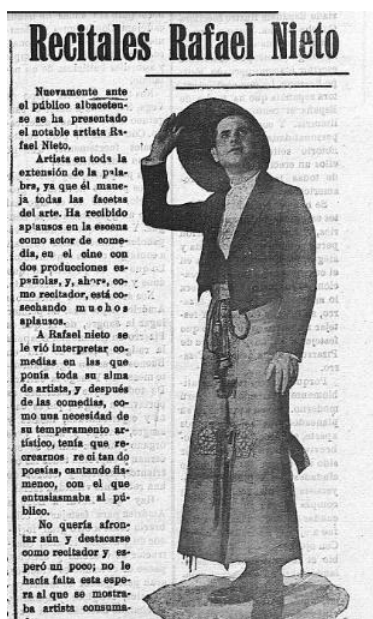 Recitales Rafael Nieto
Nuevamente ante
el público albaceten-
se se ha presentado
el notable artista Ra-
fael Nieto.
Artista en toda la
extensión de la pala-
bra, ya que él mane-
ja todas las facetas
del arte. Ha recibido
aplausos en la escena
como actor de come-
dia, en el cine con
dos producciones es-
pañolas, y, ahora, co-
mo recitador, está co-
sechando muchos
aplausos.
A Rafael nieto se
le vió interpretar co-
medias en las que
ponía toda su alma
de artista, y después
de las comedias, co-
mo una necesidad de
su temperamento ar-
tístico, tenía que re-
crearnos recitando
poesías, cantando fla-
menco, con el que
entusiasmaba al pú-
blico.
No quería afron-
tar aún y destacarse
como recitador y es-
peró un poco; no le
hacía falta esta espe-
ra al que se mostra-
ba artista consuma-